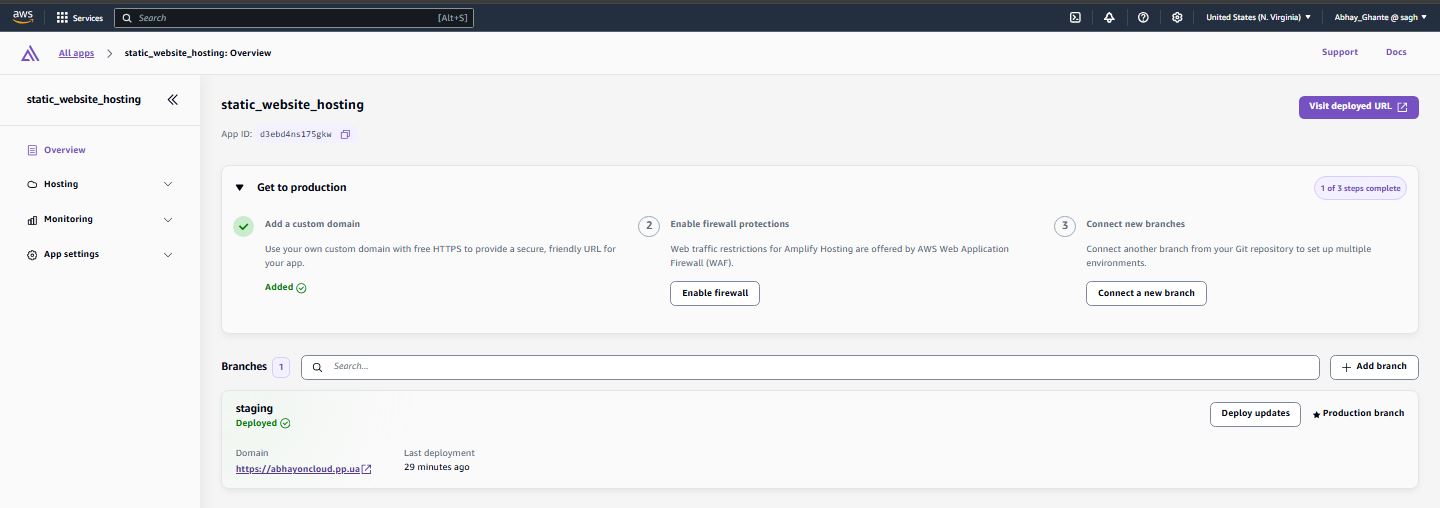 aws
Services
Search
[Alt+S]
United States (N. Virginia)
Abhay_Ghante @ sagh
All apps
static_website_hosting: Overview
Support
Docs
static_website_hosting
Overview
Hosting
Monitoring
App settings
static_website_hosting
Visit deployed URL
App ID: d3ebd4ns175gkw
Get to production
1 of 3 steps complete
Add a custom domain
Use your own custom domain with free HTTPS to provide a secure, friendly URL for
your app.
Added
2
Enable firewall protections
Web traffic restrictions for Amplify Hosting are offered by AWS Web Application
Firewall (WAF).
Enable firewall
3
Connect new branches
Connect another branch from your Git repository to set up multiple
environments.
Connect a new branch
Branches 1
Search...
Add branch
staging
Deployed
Deploy updates
Production branch
Domain
https://abhayoncloud.pp.ua
Last deployment
29 minutes ago